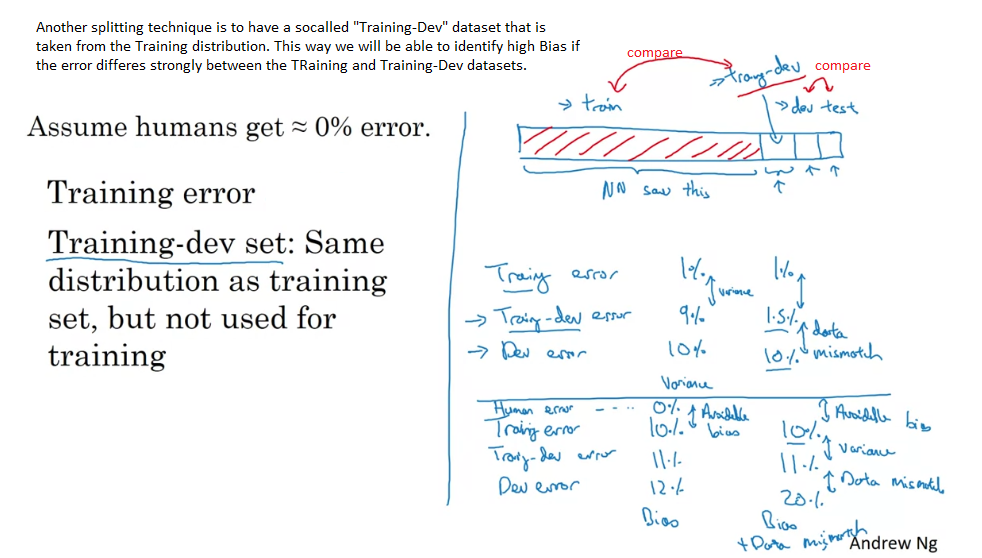 Another splitting technique is to have a socalled "Training-Dev" dataset that is
taken from the Training distribution. This way we will be able to identify high Bias if
the error differes strongly between the TRaining and Training-Dev datasets.
compare
compare
→ train
→ traing-dev
→ dev test
Assume humans get ≈ 0% error.
NN saw this
Training error
Training-dev set: Same
distribution as training
set, but not used for
training
Traing error 1% 1%
variance
→ Traing-dev error 9% 1.5%
data
→ Dev error 10% 10% mismatch
Variance
Human error ---- 0% Avoidable Avoidable bias
Traing error 10% bias 10%
Variance
Traing-dev error 11% 11%
Data mismatch
Dev error 12% 20%
Bias Bias
+ Data mismatch
Andrew Ng